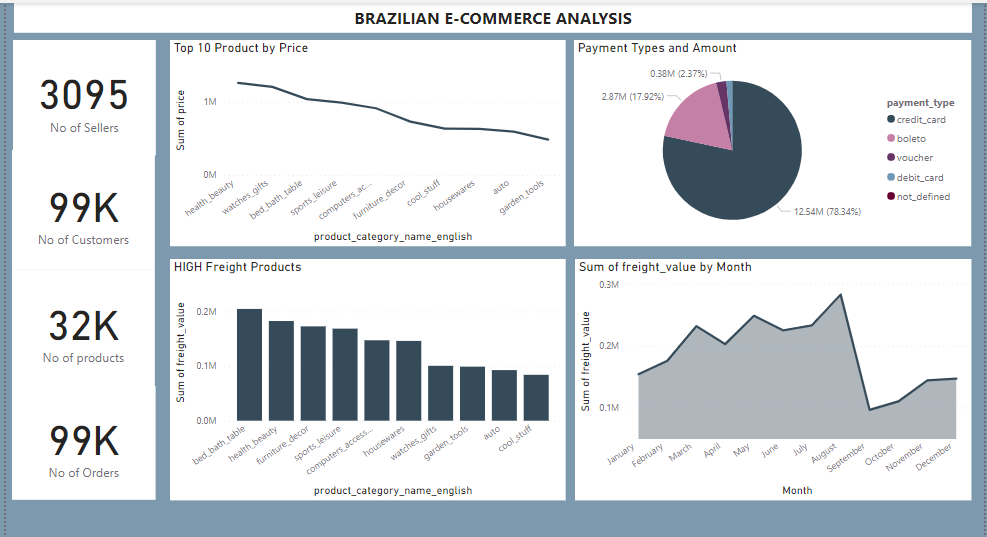 BRAZILIAN E-COMMERCE ANALYSIS
3095
No of Sellers
99K
No of Customers
32K
No of products
99K
No of Orders
Top 10 Product by Price
Sum of price
1M
0M
health_beauty
watches_gifts
bed_bath_table
sports_leisure
computers_ac...
furniture_decor
cool_stuff
housewares
auto
garden_tools
product_category_name_english
Payment Types and Amount
0.38M (2.37%)
2.87M (17.92%)
12.54M (78.34%)
payment_type
credit_card
boleto
voucher
debit_card
not_defined
HIGH Freight Products
Sum of freight_value
0.2M
0.1M
0.0M
bed_bath_table
health_beauty
furniture_decor
sports_leisure
computers_access...
housewares
watches_gifts
garden_tools
auto
cool_stuff
product_category_name_english
Sum of freight_value by Month
Sum of freight_value
0.3M
0.2M
0.1M
January
February
March
April
May
June
July
August
September
October
November
December
Month